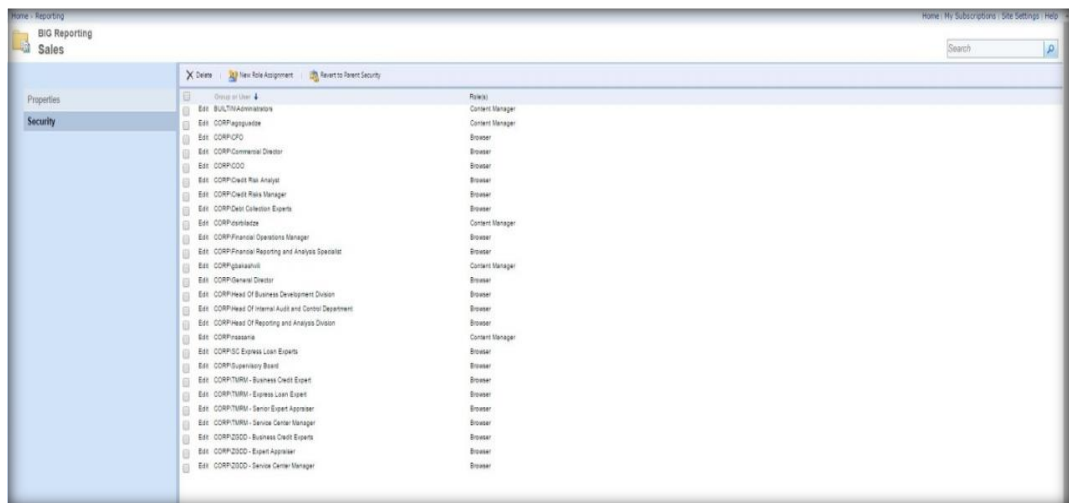 Home > Reporting
Home | My Subscriptions | Site Settings | Help
BIG Reporting
Sales
Search
Delete | New Role Assignment | Revert to Parent Security
Properties
Security
Group or User Role(s)
Edit BUILTIN\Administrators Content Manager
Edit CORP\agoguadze Content Manager
Edit CORP\CFO Browser
Edit CORP\Commercial Director Browser
Edit CORP\COO Browser
Edit CORP\Credit Risk Analyst Browser
Edit CORP\Credit Risks Manager Browser
Edit CORP\Debt Collection Experts Browser
Edit Content Manager
Edit CORP\Financial Operations Manager Browser
Edit CORP\Financial Reporting and Analysis Specialist Browser
Edit CORP\gbakashvili Content Manager
Edit CORP\General Director Browser
Edit CORP\Head Of Business Development Division Browser
Edit CORP\Head Of Internal Audit and Control Department Browser
Edit CORP\Head Of Reporting and Analysis Division Browser
Edit Content Manager
Edit CORP\SC Express Loan Experts Browser
Edit CORP\Supervisory Board Browser
Edit CORP\TMRM - Business Credit Expert Browser
Edit CORP\TMRM - Express Loan Expert Browser
Edit CORP\TMRM - Senior Expert Appraiser Browser
Edit CORP\TMRM - Service Center Manager Browser
Edit CORP\ZGDD - Business Credit Experts Browser
Edit CORP\ZGDD - Expert Appraiser Browser
Edit CORP\ZGDD - Service Center Manager Browser